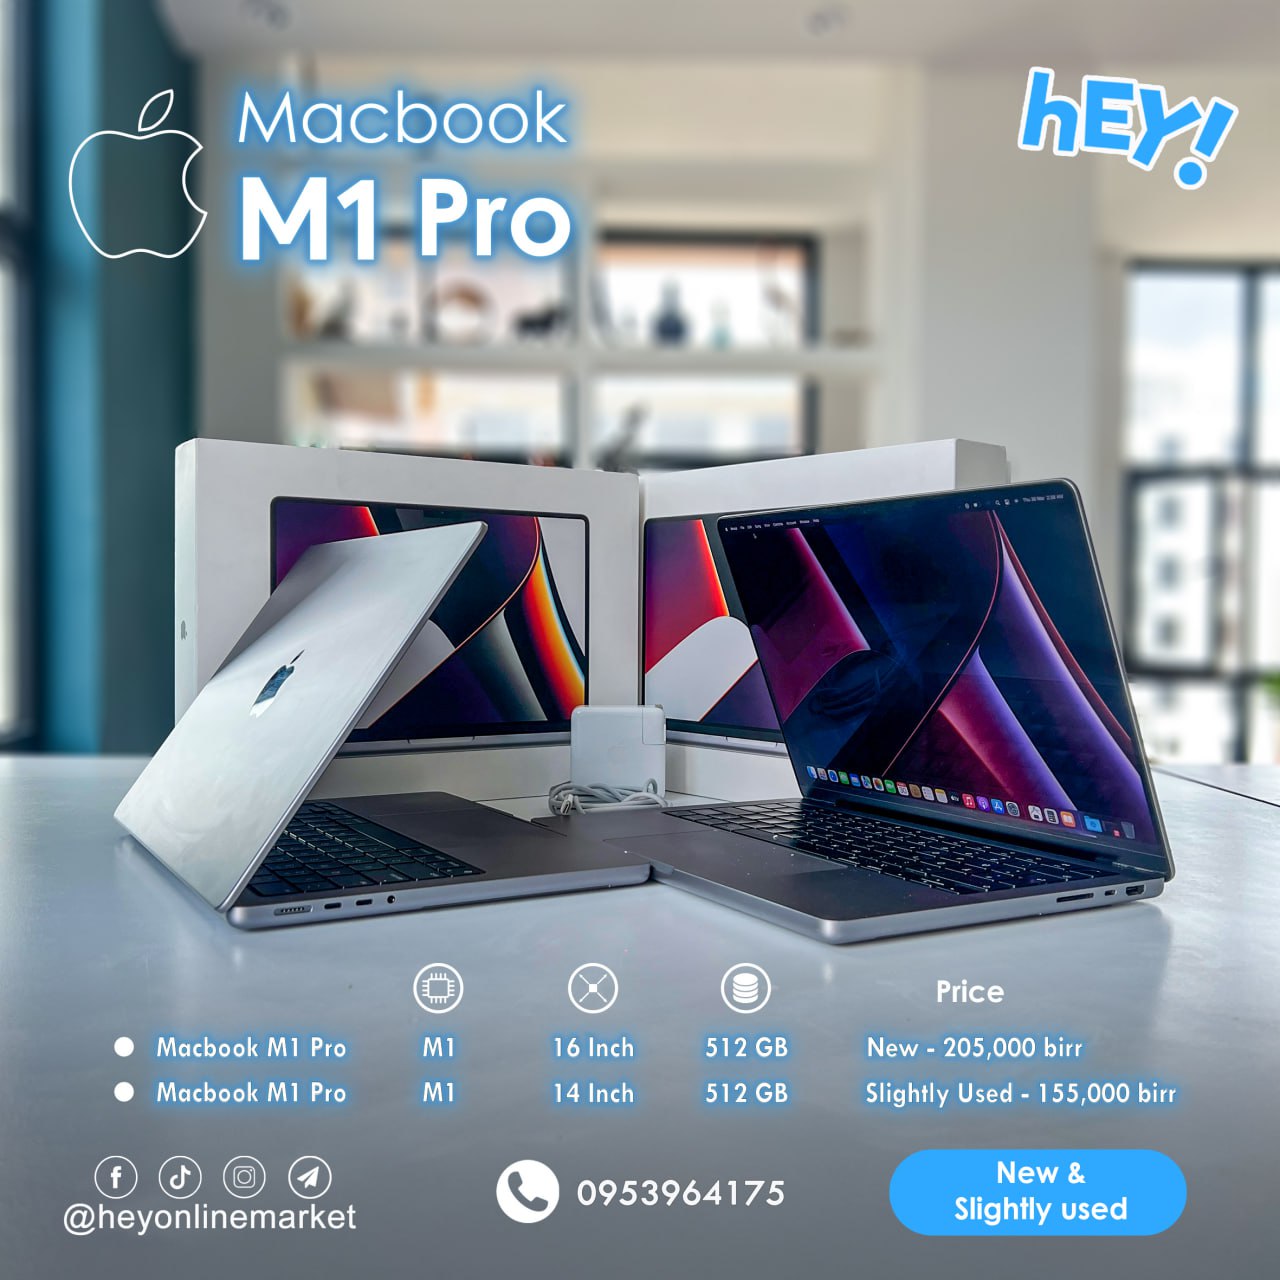 Macbook
M1 Pro
hEY!
Price
Macbook M1 Pro M1 16 Inch 512 GB New - 205,000 birr
Macbook M1 Pro M1 14 Inch 512 GB Slightly Used - 155,000 birr
@heyonlinemarket
0953964175
New &
Slightly used